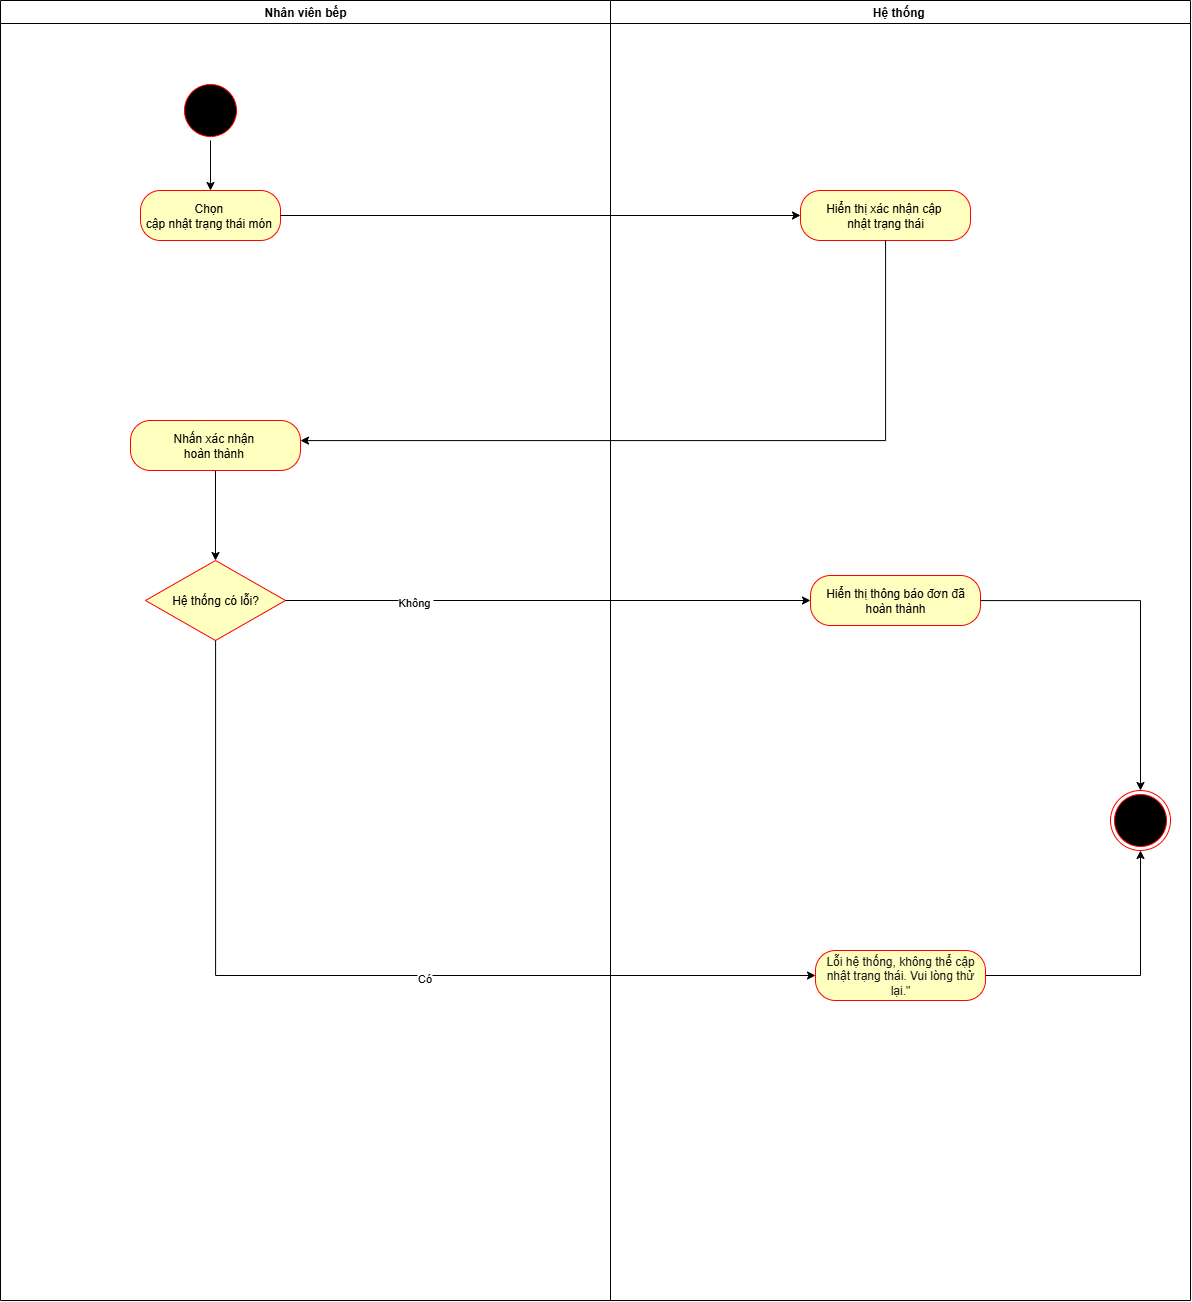 Nhân viên bếp
Hệ thống
Chọn
cập nhật trạng thái món
Hiển thị xác nhận cập
nhật trạng thái
Nhấn xác nhận
hoàn thành
Hệ thống có lỗi?
Không
Hiển thị thông báo đơn đã
hoàn thành
Có
Lỗi hệ thống, không thể cập
nhật trạng thái. Vui lòng thử
lại."